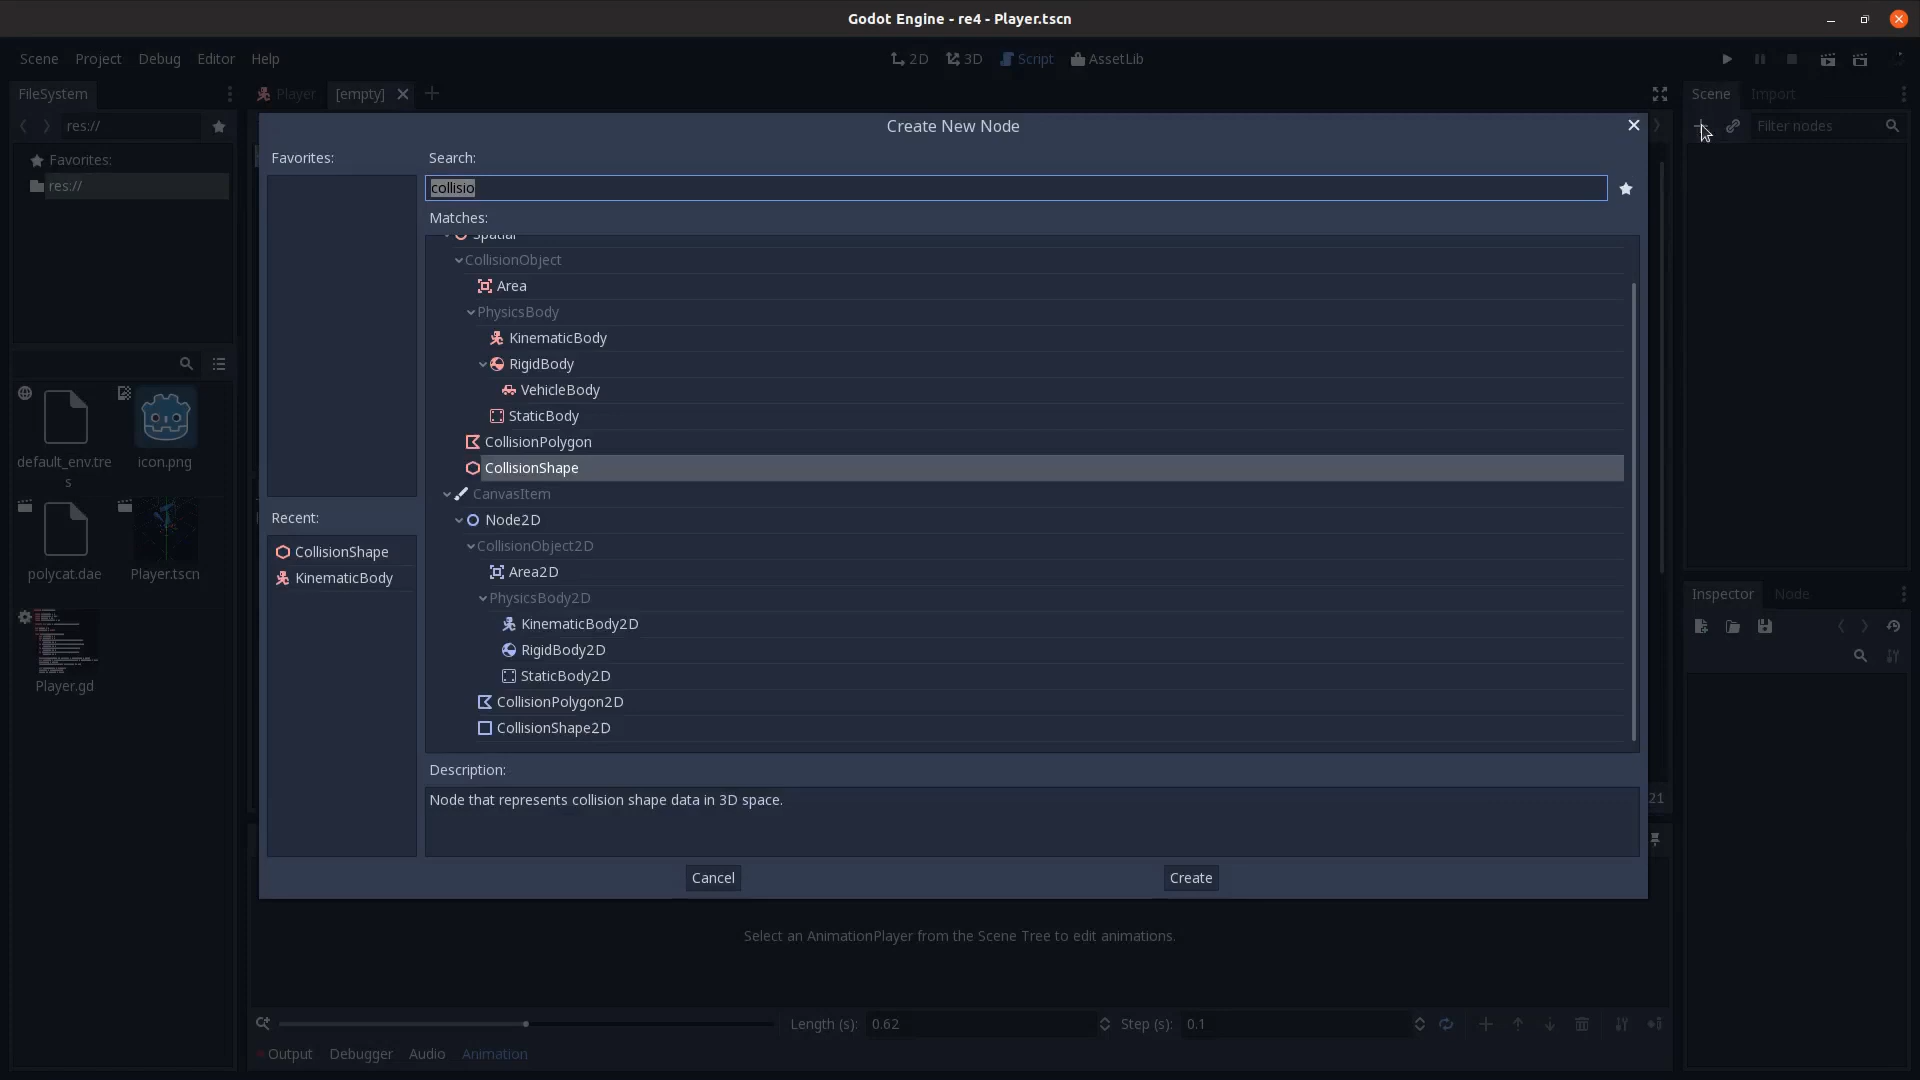 Godot Engine - re4 - Player.tscn
Scene Project Debug Editor Help
2D 3D Script AssetLib
FileSystem
Player [empty]
Scene Import
res://
Filter nodes
Favorites:
res://
default_env.tre
s
icon.png
polycat.dae
Player.tscn
Player.gd
Create New Node
Favorites:
Recent:
CollisionShape
KinematicBody
Search:
collisio
Matches:
Spatial
CollisionObject
Area
PhysicsBody
KinematicBody
RigidBody
VehicleBody
StaticBody
CollisionPolygon
CollisionShape
CanvasItem
Node2D
CollisionObject2D
Area2D
PhysicsBody2D
KinematicBody2D
RigidBody2D
StaticBody2D
CollisionPolygon2D
CollisionShape2D
Description:
Node that represents collision shape data in 3D space.
Cancel Create
21
Inspector Node
Select an AnimationPlayer from the Scene Tree to edit animations.
Length (s): 0.62 Step (s): 0.1
Output Debugger Audio Animation